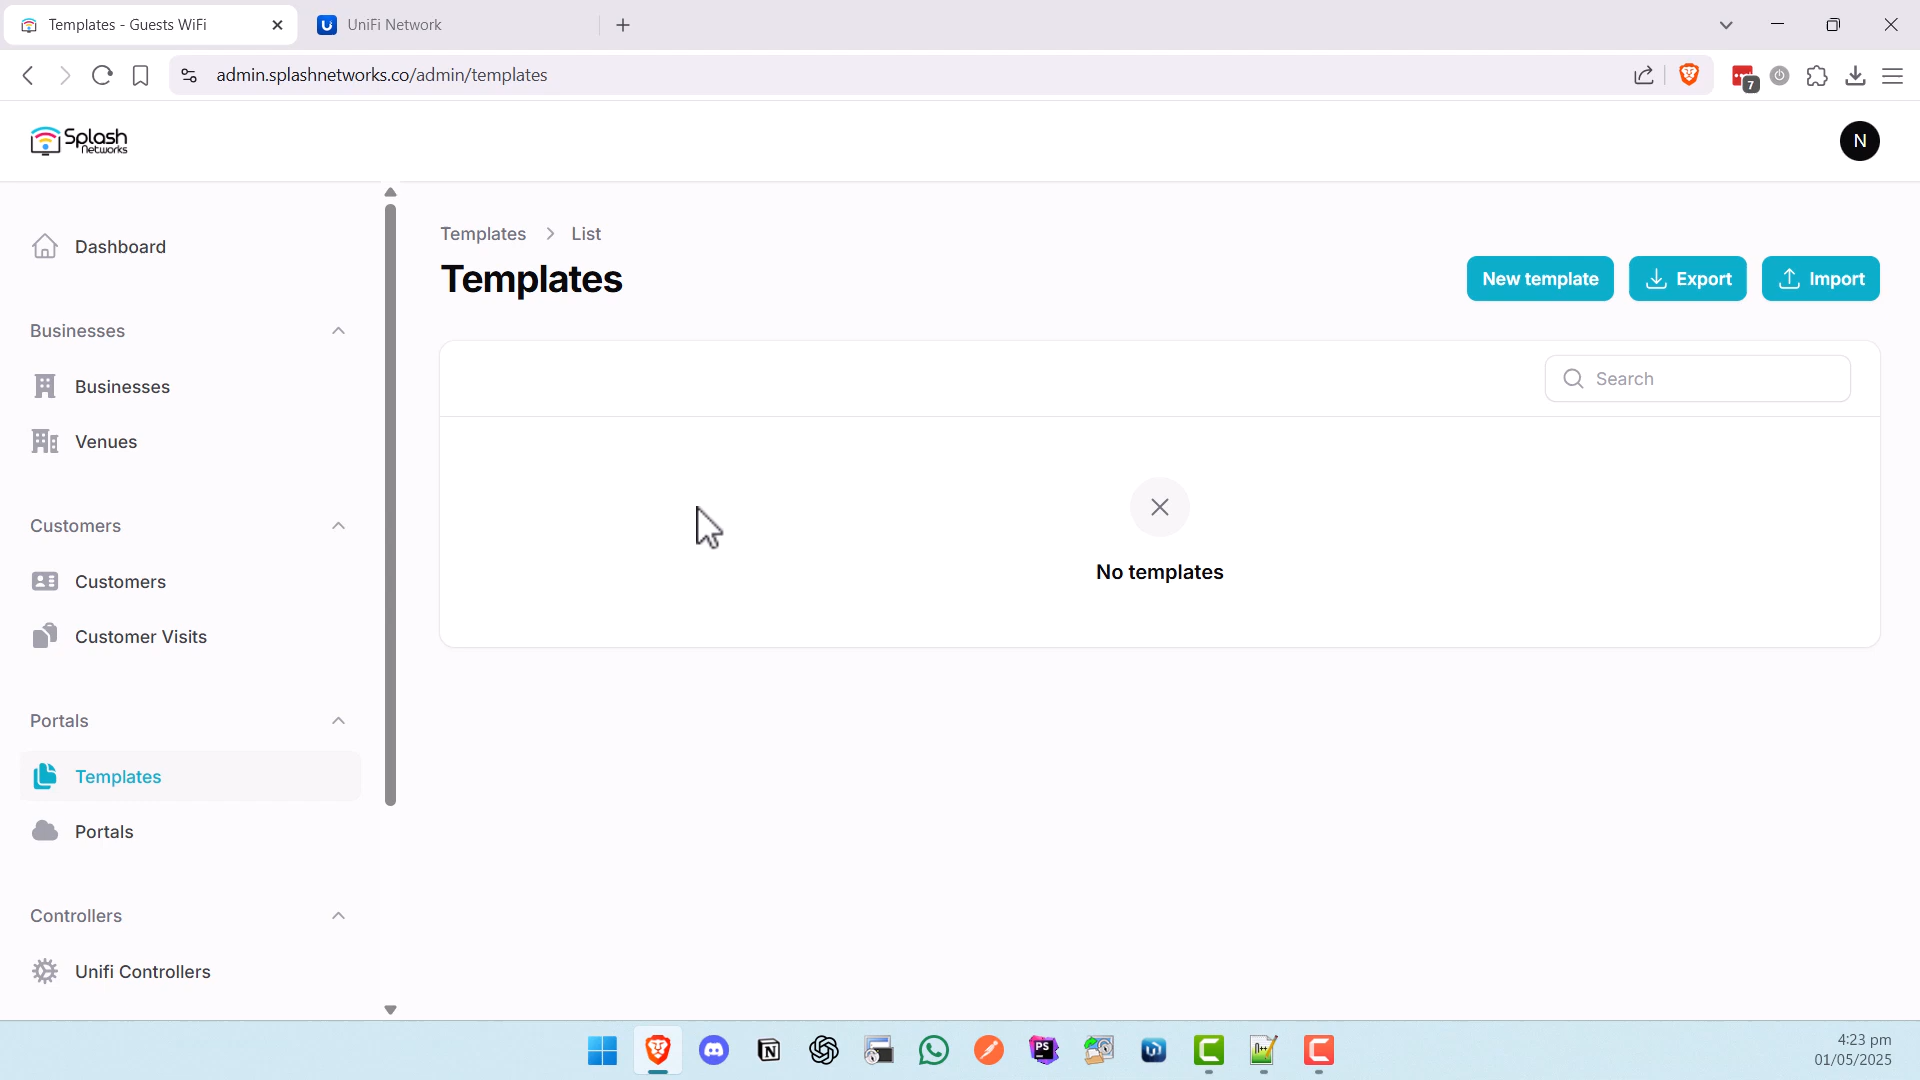 Templates - Guests WiFi
UniFi Network
admin.splashnetworks.co/admin/templates
7
Splash
Networks
N
Dashboard
Businesses
Businesses
Venues
Customers
Customers
Customer Visits
Portals
Templates
Portals
Controllers
Unifi Controllers
Templates > List
Templates
New template
Export
Import
Search
No templates
4:23 pm
01/05/2025